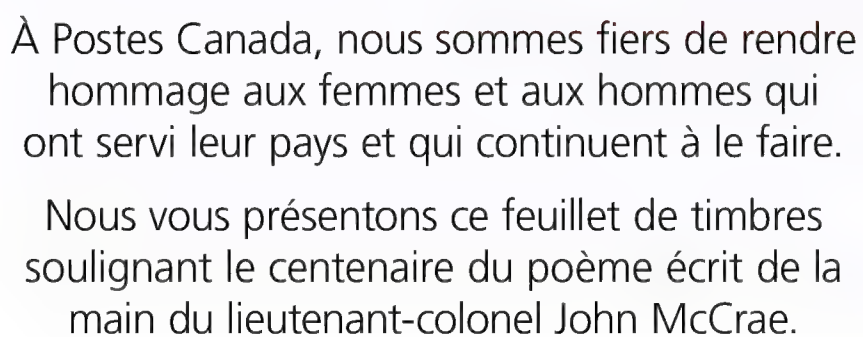 À Postes Canada, nous sommes fiers de rendre
hommage aux femmes et aux hommes qui
ont servi leur pays et qui continuent à le faire.
Nous vous présentons ce feuillet de timbres
soulignant le centenaire du poème écrit de la
main du lieutenant-colonel John McCrae.